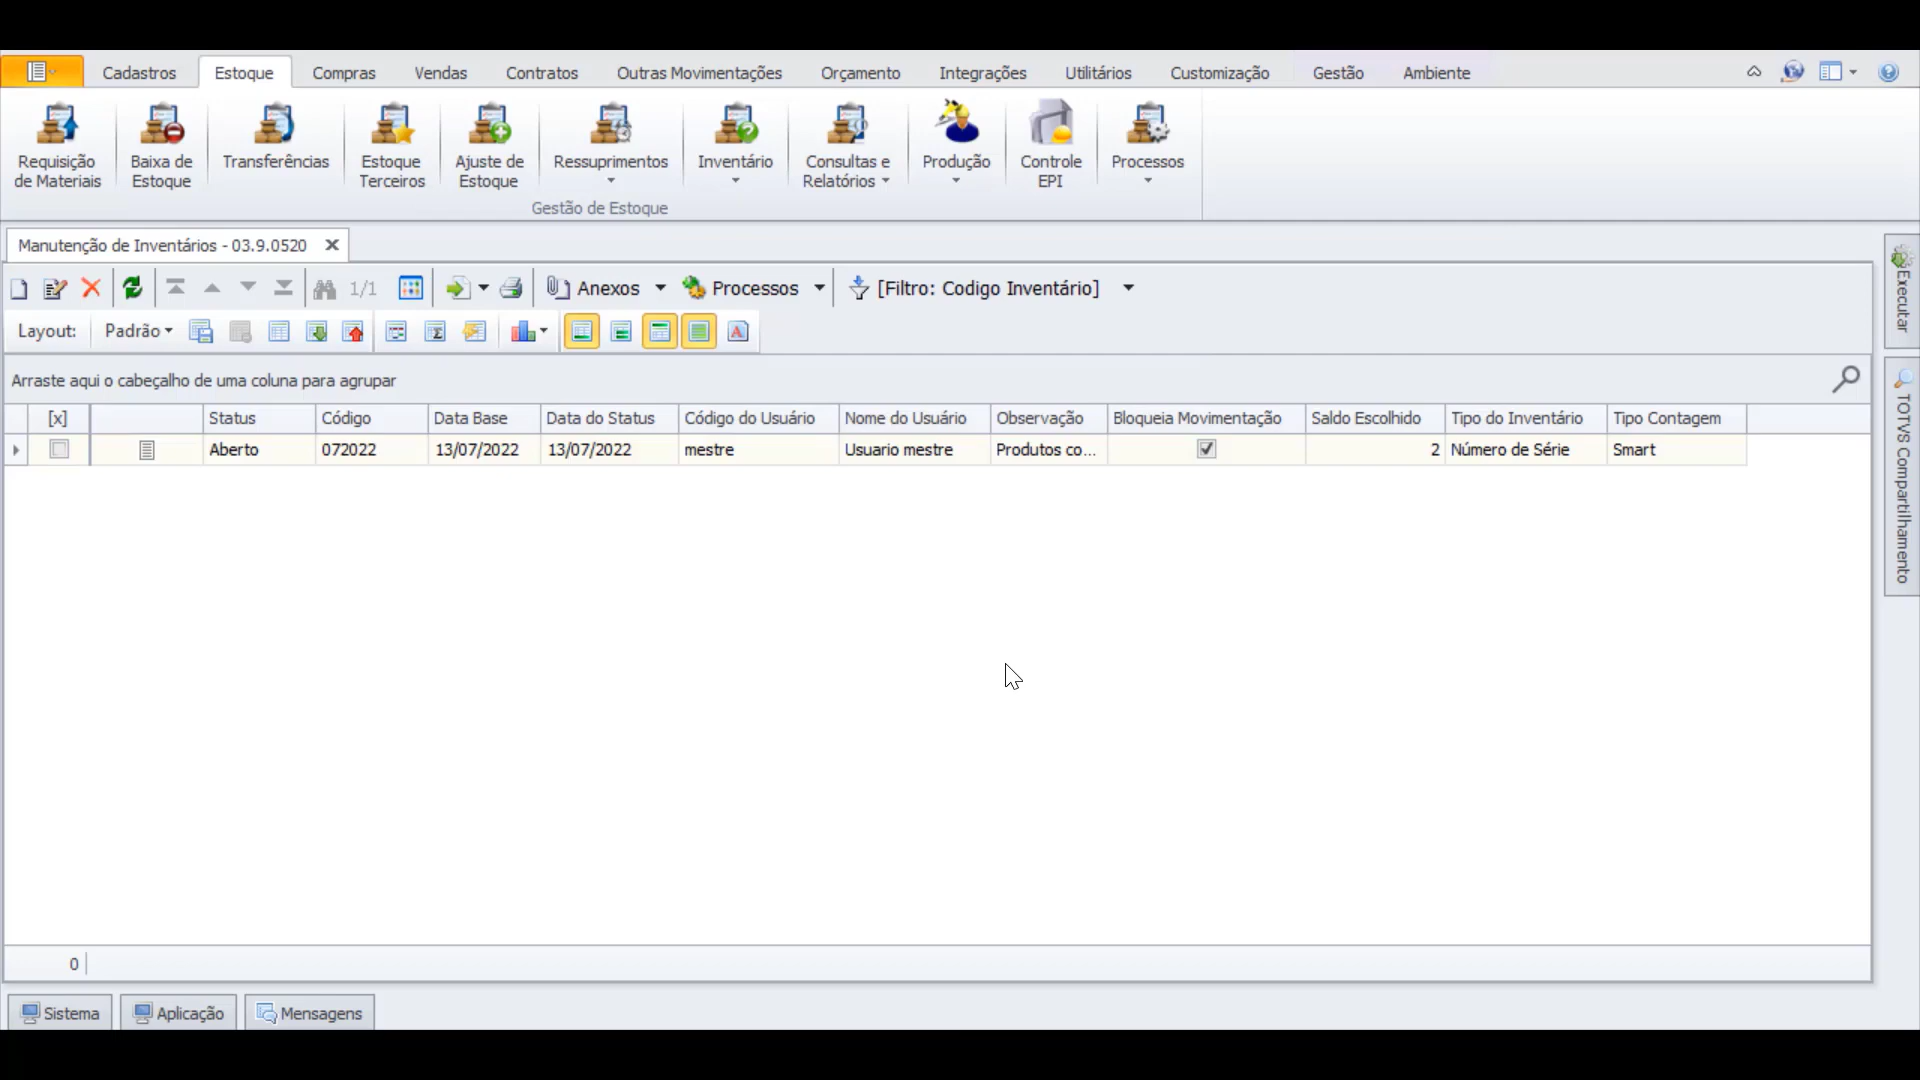 Cadastros Estoque Compras Vendas Contratos Outras Movimentações Orçamento Integrações Utilitários Customização Gestão Ambiente
Requisição de Materiais
Baixa de Estoque
Transferências
Estoque Terceiros
Ajuste de Estoque
Ressuprimentos
Inventário
Consultas e Relatórios
Produção
Controle EPI
Processos
Gestão de Estoque
Manutenção de Inventários - 03.9.0520
1/1 Anexos Processos [Filtro: Codigo Inventário]
Layout: Padrão
Arraste aqui o cabeçalho de uma coluna para agrupar
[x] Status Código Data Base Data do Status Código do Usuário Nome do Usuário Observação Bloqueia Movimentação Saldo Escolhido Tipo do Inventário Tipo Contagem
Aberto 072022 13/07/2022 13/07/2022 mestre Usuario mestre Produtos co... 2 Número de Série Smart
0
Sistema Aplicação Mensagens
Executar
TOTVS Compartilhamento